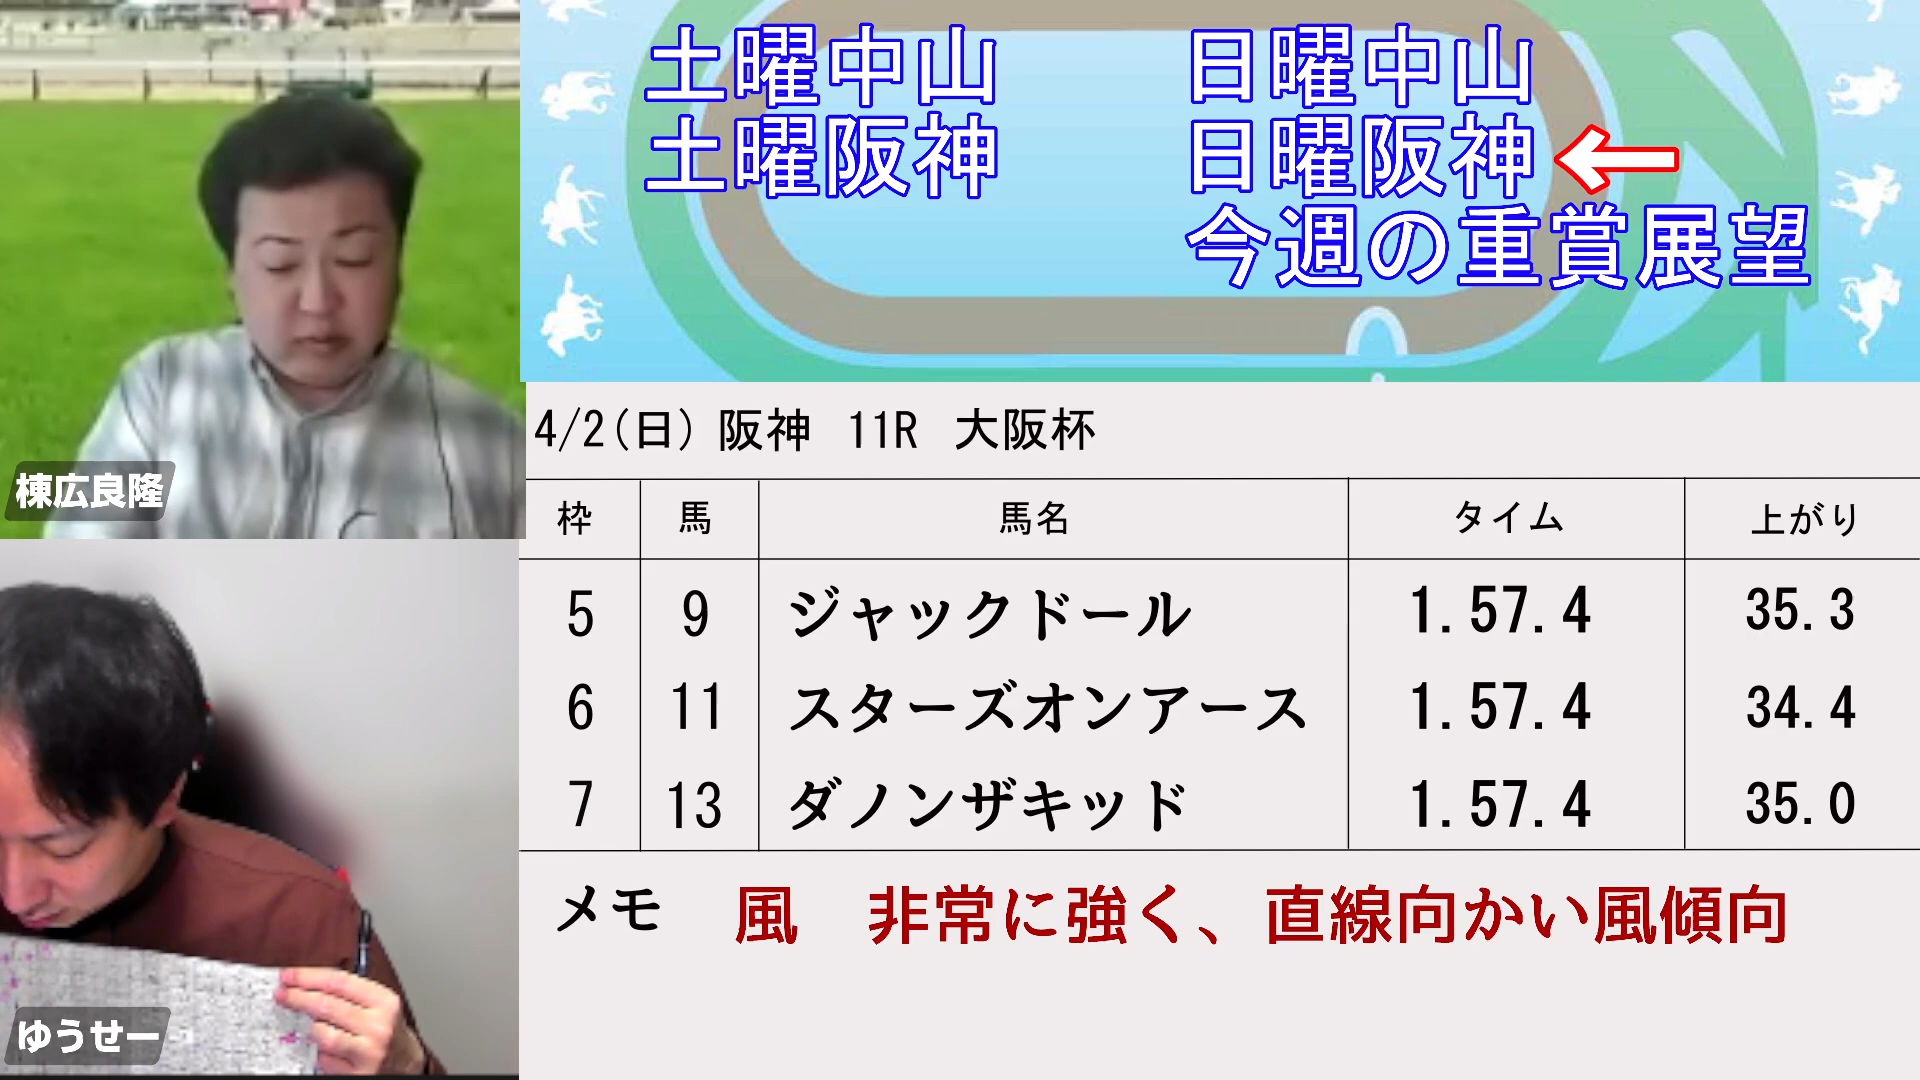 土曜中山
土曜阪神
日曜中山
日曜阪神
今週の重賞展望
4/2(日) 阪神 11R 大阪杯
枠 馬 馬名 タイム 上がり
5 9 ジャックドール 1.57.4 35.3
6 11 スターズオンアース 1.57.4 34.4
7 13 ダノンザキッド 1.57.4 35.0
メモ 風 非常に強く、直線向かい風傾向
棟広良隆
ゆうせー